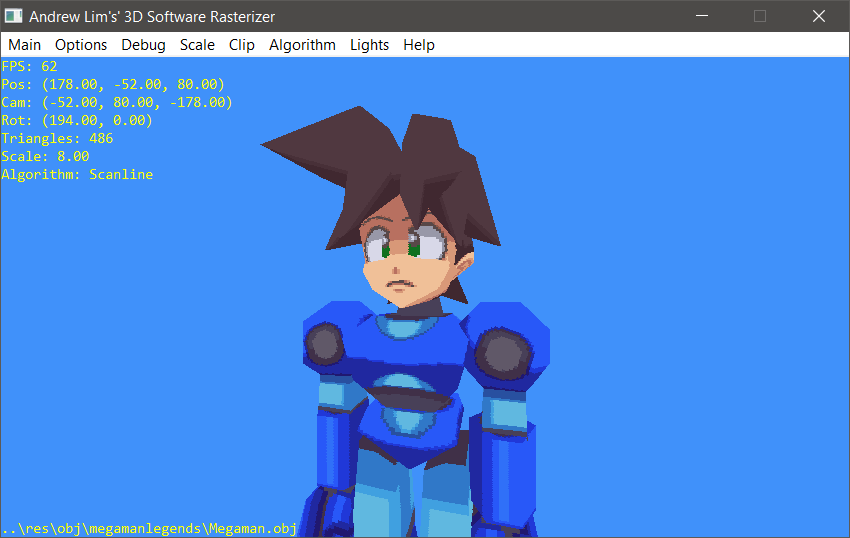 Andrew Lim's' 3D Software Rasterizer
Main Options Debug Scale Clip Algorithm Lights Help
FPS: 62
Pos: (178.00, -52.00, 80.00)
Cam: (-52.00, 80.00, -178.00)
Rot: (194.00, 0.00)
Triangles: 486
Scale: 8.00
Algorithm: Scanline
..\res\obj\megamanlegends\Megaman.obj